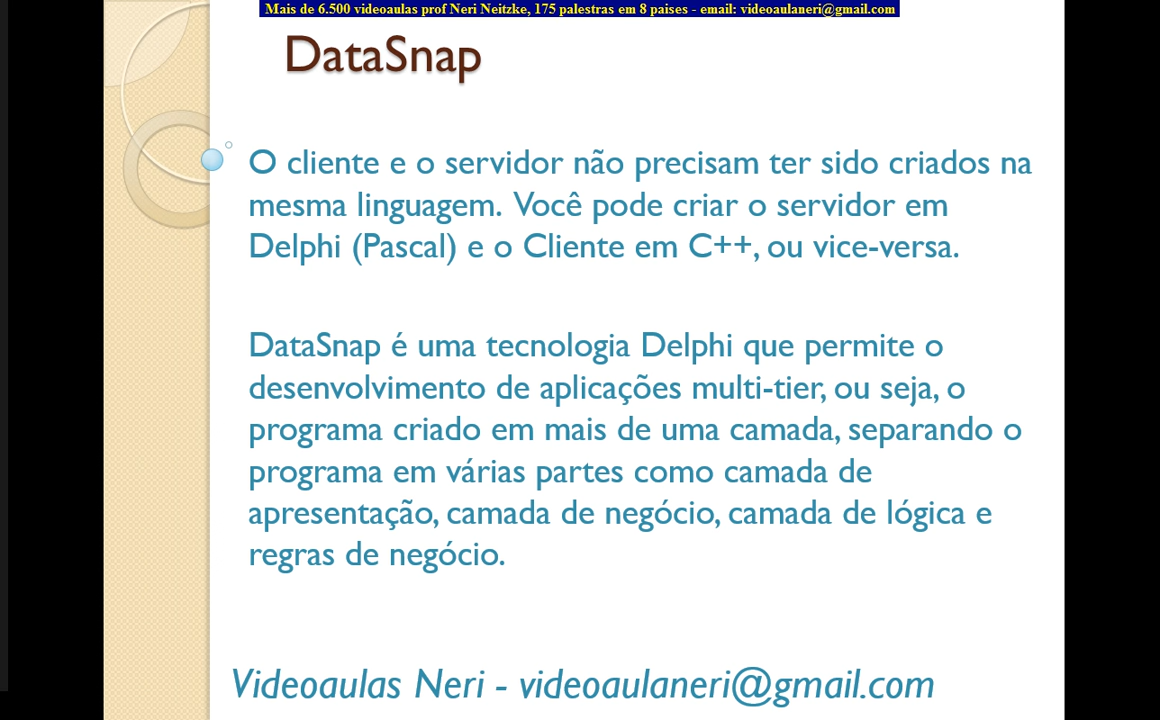 Mais de 6.500 videoaulas prof Neri Neitzke, 175 palestras em 8 paises - email: videoaulaneri@gmail.com
DataSnap
O cliente e o servidor não precisam ter sido criados na
mesma linguagem. Você pode criar o servidor em
Delphi (Pascal) e o Cliente em C++, ou vice-versa.
DataSnap é uma tecnologia Delphi que permite o
desenvolvimento de aplicações multi-tier, ou seja, o
programa criado em mais de uma camada, separando o
programa em várias partes como camada de
apresentação, camada de negócio, camada de lógica e
regras de negócio.
Videoaulas Neri - videoaulaneri@gmail.com